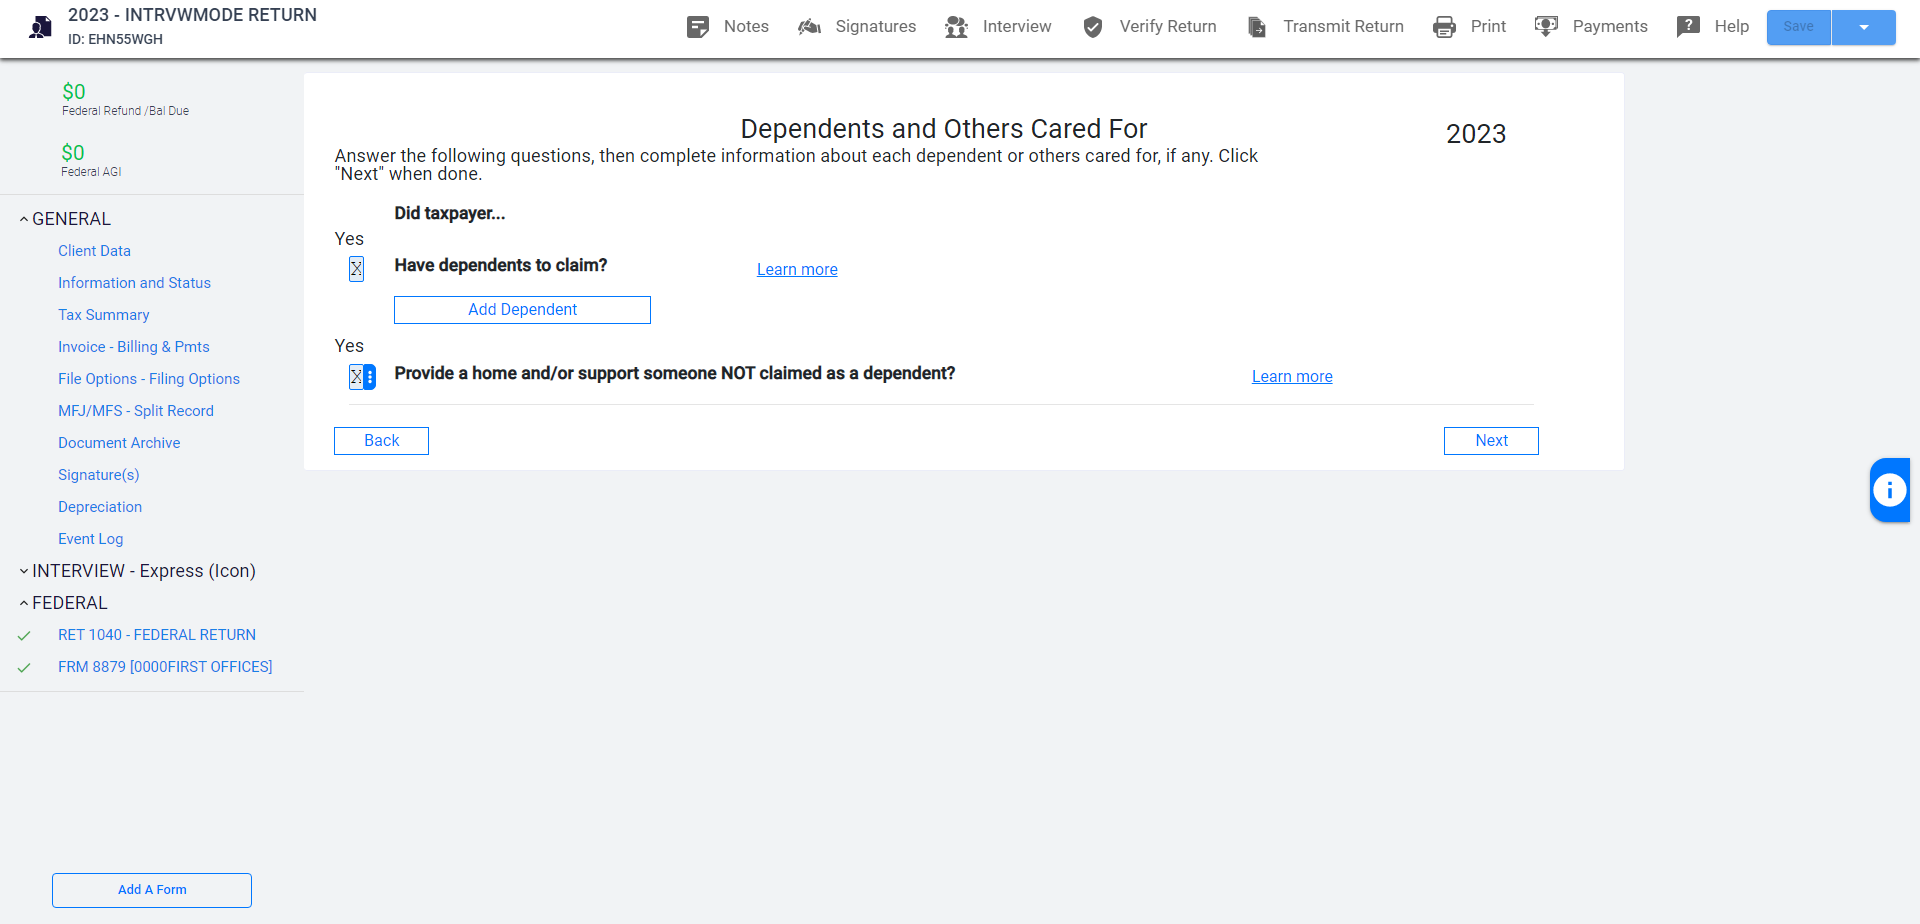 2023 - INTRVWMODE RETURN
ID: EHN55WGH
Notes
Signatures
Interview
Verify Return
Transmit Return
Print
Payments
Help
Save
$0
Federal Refund /Bal Due
$0
Federal AGI
GENERAL
Client Data
Information and Status
Tax Summary
Invoice - Billing & Pmts
File Options - Filing Options
MFJ/MFS - Split Record
Document Archive
Signature(s)
Depreciation
Event Log
INTERVIEW - Express (Icon)
FEDERAL
RET 1040 - FEDERAL RETURN
FRM 8879 [0000FIRST OFFICES]
Add A Form
Dependents and Others Cared For
2023
Answer the following questions, then complete information about each dependent or others cared for, if any. Click
"Next" when done.
Did taxpayer...
Yes
X Have dependents to claim? Learn more
Add Dependent
Yes
X Provide a home and/or support someone NOT claimed as a dependent? Learn more
Back
Next